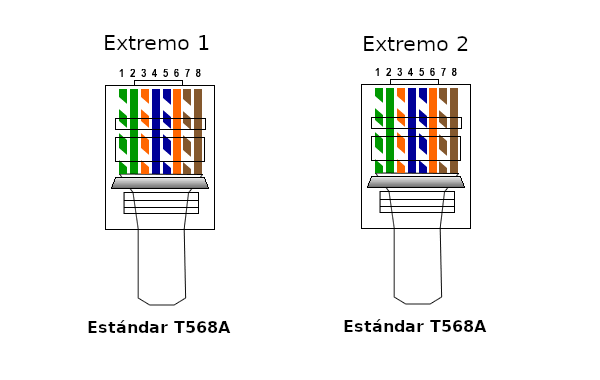 Extremo 1
Extremo 2
1 2 3 4 5 6 7 8
1 2 3 4 5 6 7 8
Estándar T568A
Estándar T568A